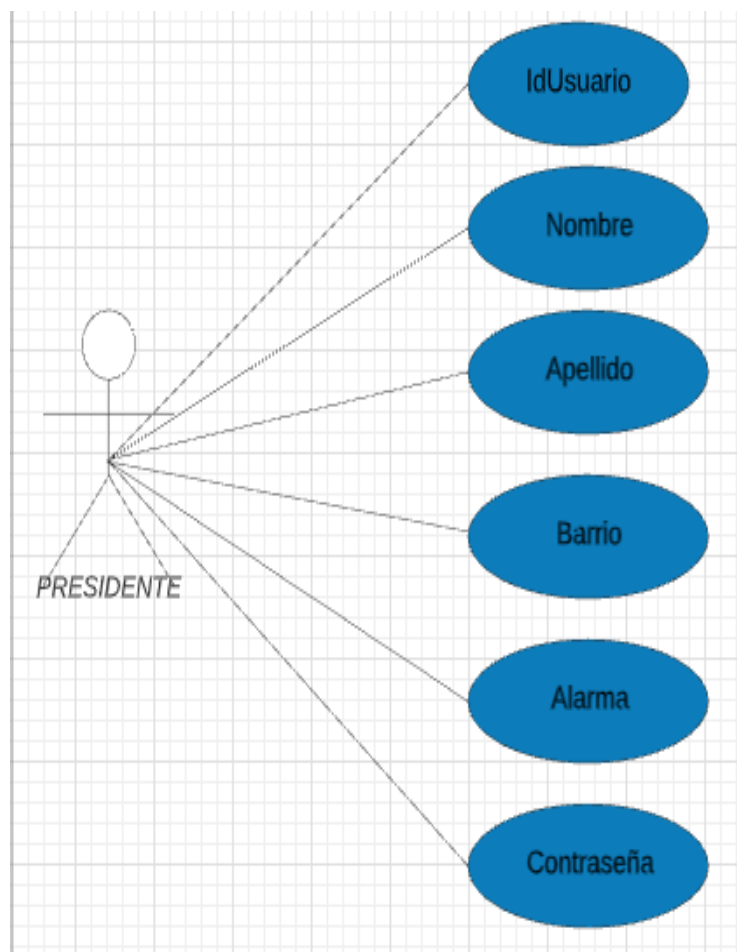 IdUsuario
Nombre
Apellido
Barrio
PRESIDENTE
Alarma
Contraseña